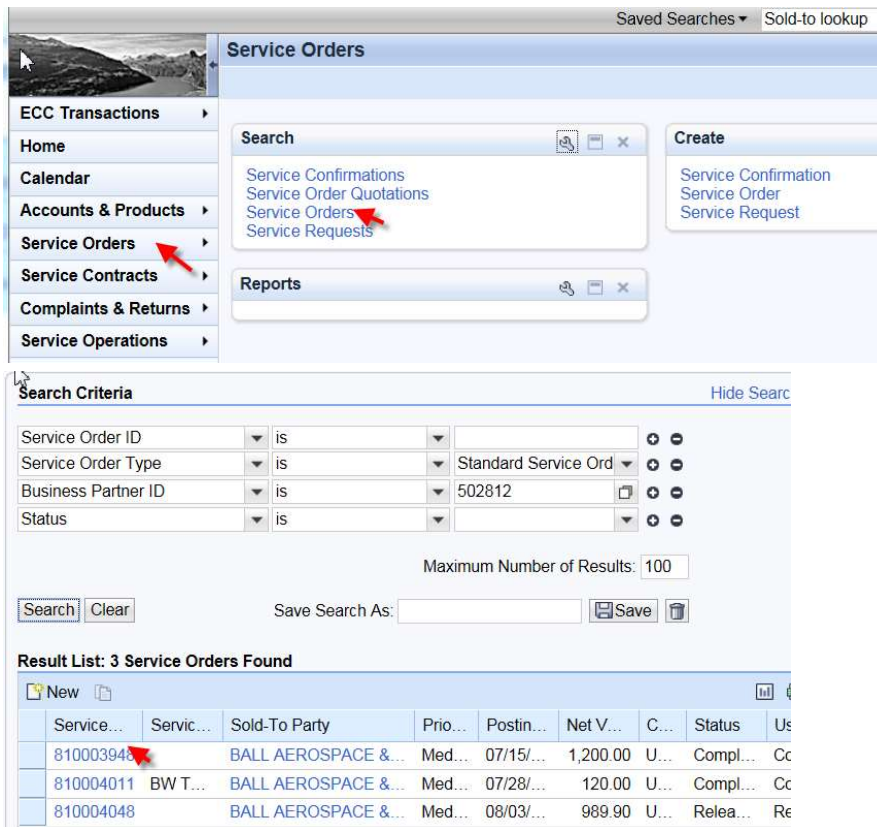 Saved Searches Sold-to lookup
Service Orders
ECC Transactions
Home
Calendar
Accounts & Products
Service Orders
Service Contracts
Complaints & Returns
Service Operations
Search
Service Confirmations
Service Order Quotations
Service Orders
Service Requests
Reports
Create
Service Confirmation
Service Order
Service Request
Search Criteria Hide Searc
Service Order ID is
Service Order Type is Standard Service Ord
Business Partner ID is 502812
Status is
Maximum Number of Results: 100
Search Clear Save Search As: Save
Result List: 3 Service Orders Found
New
Service... Servic... Sold-To Party Prio... Postin... Net V... C... Status Us
810003948 BALL AEROSPACE &... Med... 07/15/... 1,200.00 U... Compl... Co
810004011 BW T... BALL AEROSPACE &... Med... 07/28/... 120.00 U... Compl... Co
810004048 BALL AEROSPACE &... Med... 08/03/... 989.90 U... Relea... Re